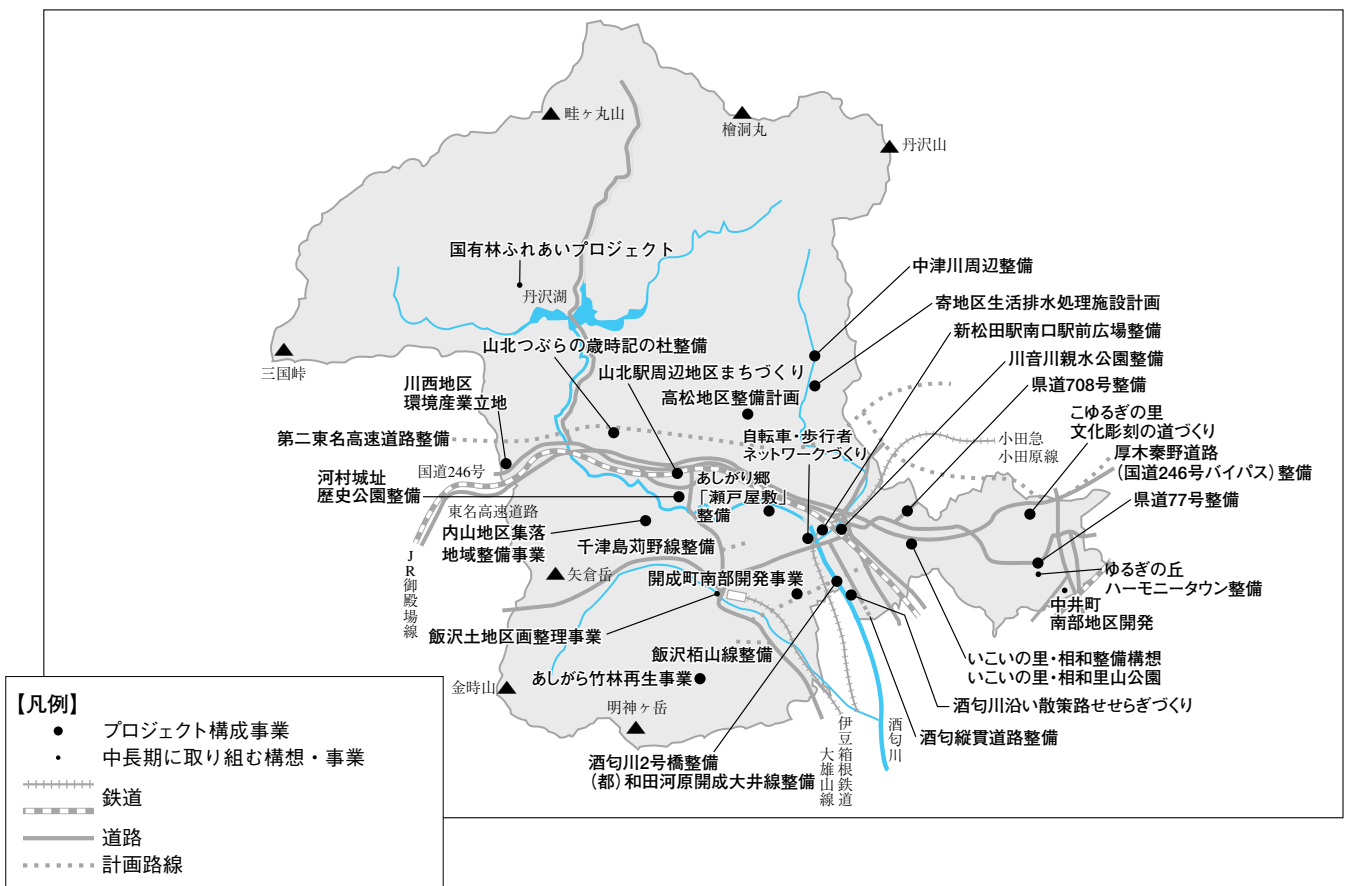 畦ヶ丸山
檜洞丸
丹沢山
国有林ふれあいプロジェクト
丹沢湖
中津川周辺整備
寄地区生活排水処理施設計画
新松田駅南口駅前広場整備
山北つぶらの歳時記の杜整備
川音川親水公園整備
三国峠
山北駅周辺地区まちづくり
川西地区
環境産業立地
県道708号整備
高松地区整備計画
こゆるぎの里
文化彫刻の道づくり
第二東名高速道路整備
自転車・歩行者
ネットワークづくり
小田急
小田原線
厚木秦野道路
(国道246号バイパス)整備
国道246号
河村城址
歴史公園整備
あしがり郷
「瀬戸屋敷」
整備
県道77号整備
東名高速道路
内山地区集落
地域整備事業
千津島苅野線整備
JR御殿場線
矢倉岳
開成町南部開発事業
ゆるぎの丘
ハーモニータウン整備
中井町
南部地区開発
飯沢土地区画整理事業
飯沢栢山線整備
いこいの里・相和整備構想
いこいの里・相和里山公園
あしがら竹林再生事業
金時山
明神ヶ岳
酒匂川沿い散策路せせらぎづくり
酒匂縦貫道路整備
酒匂川
伊豆箱根鉄道
大雄山線
酒匂川2号橋整備
(都)和田河原開成大井線整備
【凡例】
プロジェクト構成事業
中長期に取り組む構想・事業
鉄道
道路
計画路線